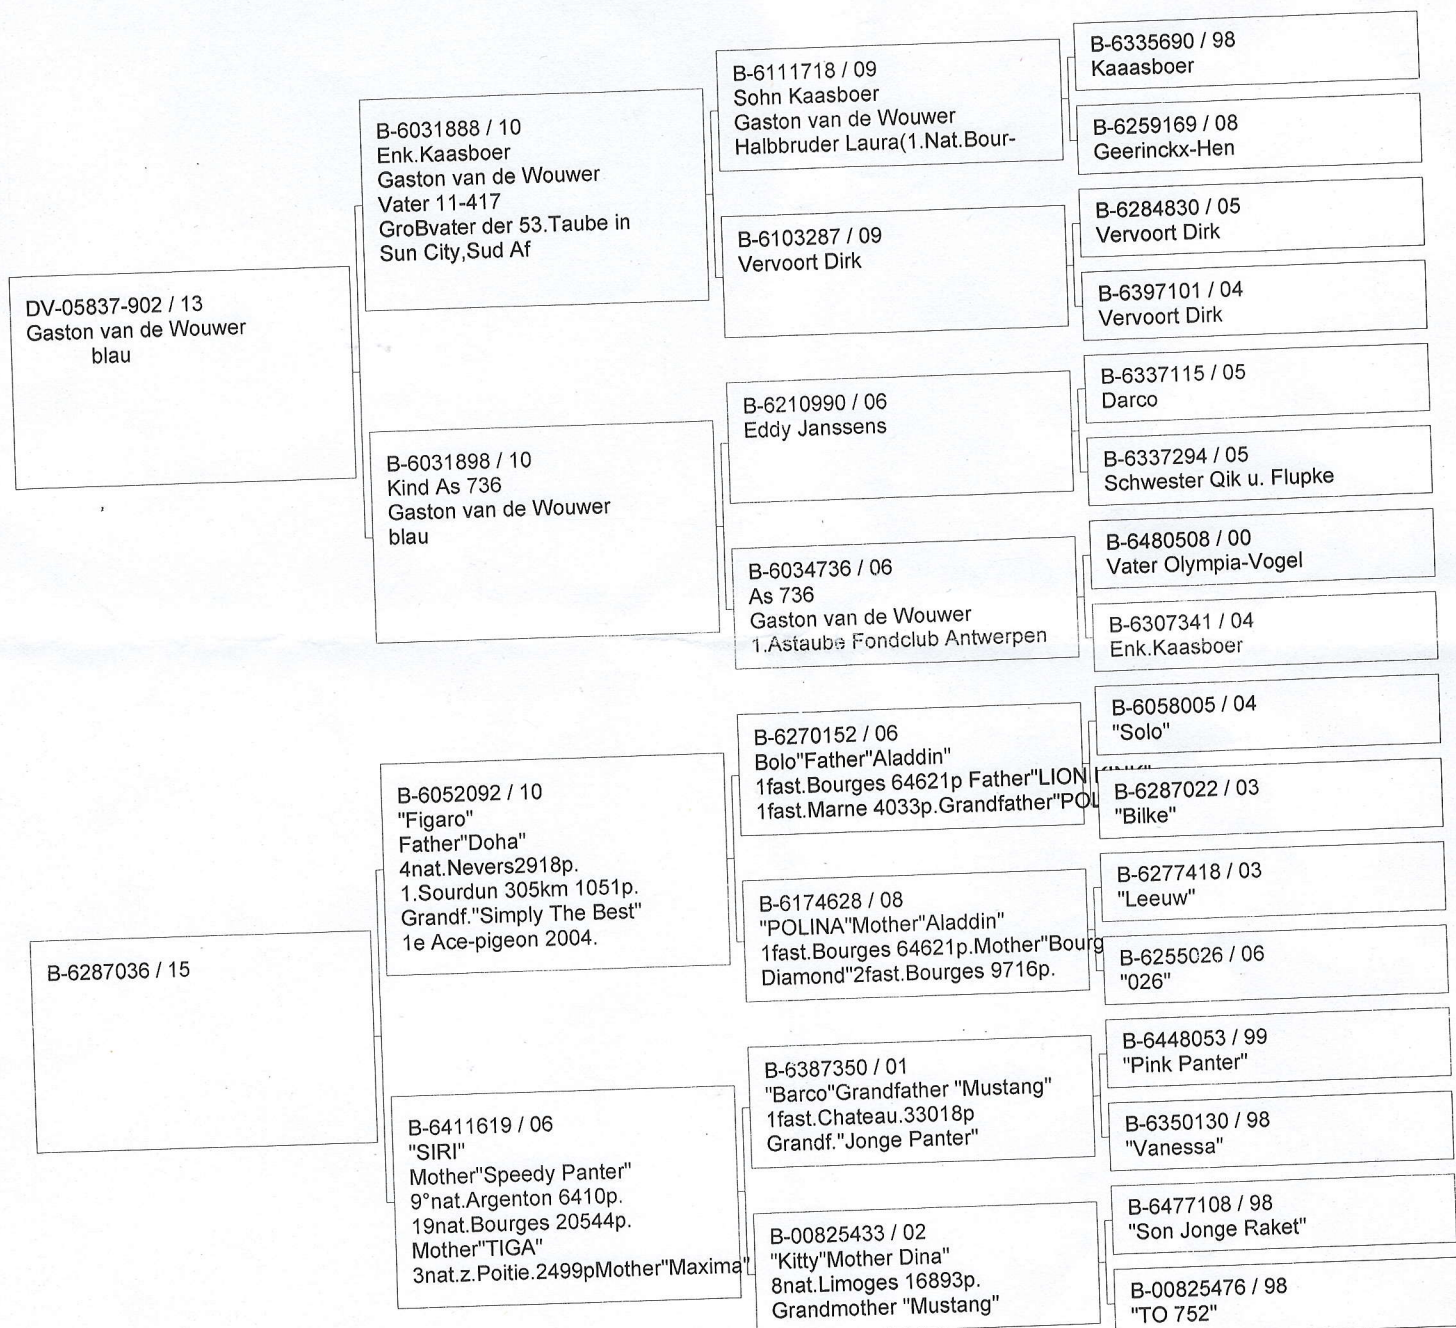 DV-05837-902 / 13
Gaston van de Wouwer
blau
B-6287036 / 15
B-6031888 / 10
Enk.Kaasboer
Gaston van de Wouwer
Vater 11-417
GroBvater der 53.Taube in
Sun City,Sud Af
B-6031898 / 10
Kind As 736
Gaston van de Wouwer
blau
B-6052092 / 10
"Figaro"
Father"Doha"
4nat.Nevers2918p.
1.Sourdun 305km 1051p.
Grandf."Simply The Best"
1e Ace-pigeon 2004.
B-6411619 / 06
"SIRI"
Mother"Speedy Panter"
9°nat.Argenton 6410p.
19nat.Bourges 20544p.
Mother"TIGA"
3nat.z.Poitie.2499pMother"Maxima"
B-6111718 / 09
Sohn Kaasboer
Gaston van de Wouwer
Halbbruder Laura(1.Nat.Bour-
B-6103287 / 09
Vervoort Dirk
B-6210990 / 06
Eddy Janssens
B-6034736 / 06
As 736
Gaston van de Wouwer
1.Astaube Fondclub Antwerpen
B-6270152 / 06
Bolo"Father"Aladdin"
1fast.Bourges 64621p Father"LION
1fast.Marne 4033p.Grandfather"POL
B-6174628 / 08
"POLINA"Mother"Aladdin"
1fast.Bourges 64621p.Mother"Bourg
Diamond"2fast.Bourges 9716p.
B-6387350 / 01
"Barco"Grandfather "Mustang"
1fast.Chateau.33018p
Grandf."Jonge Panter"
B-00825433 / 02
"Kitty"Mother Dina"
8nat.Limoges 16893p.
Grandmother "Mustang"
B-6335690 / 98
Kaaasboer
B-6259169 / 08
Geerinckx-Hen
B-6284830 / 05
Vervoort Dirk
B-6397101 / 04
Vervoort Dirk
B-6337115 / 05
Darco
B-6337294 / 05
Schwester Qik u. Flupke
B-6480508 / 00
Vater Olympia-Vogel
B-6307341 / 04
Enk.Kaasboer
B-6058005 / 04
"Solo"
B-6287022 / 03
"Bilke"
B-6277418 / 03
"Leeuw"
B-6255026 / 06
"026"
B-6448053 / 99
"Pink Panter"
B-6350130 / 98
"Vanessa"
B-6477108 / 98
"Son Jonge Raket"
B-00825476 / 98
"TO 752"